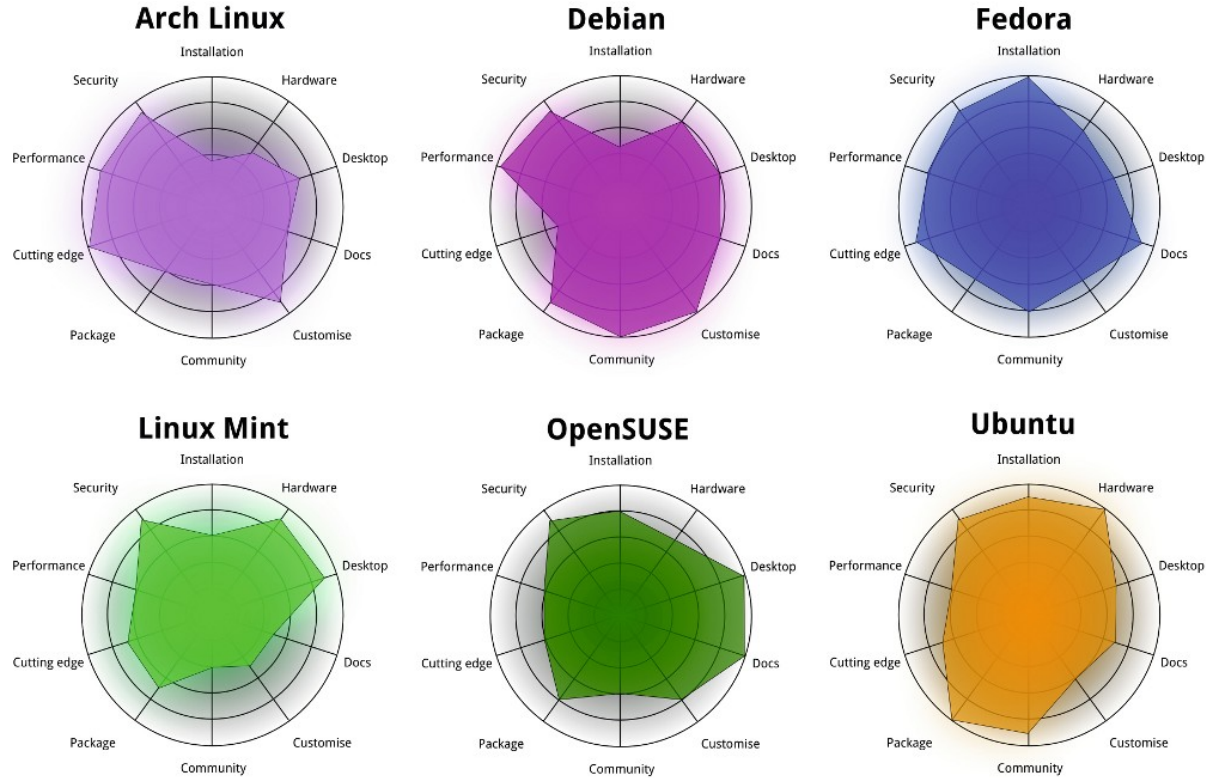 Arch Linux
Installation
Security
Hardware
Performance
Desktop
Cutting edge
Docs
Package
Customise
Community
Debian
Installation
Security
Hardware
Performance
Desktop
Cutting edge
Docs
Package
Customise
Community
Fedora
Installation
Security
Hardware
Performance
Desktop
Cutting edge
Docs
Package
Customise
Community
Linux Mint
Installation
Security
Hardware
Performance
Desktop
Cutting edge
Docs
Package
Customise
Community
OpenSUSE
Installation
Security
Hardware
Performance
Desktop
Cutting edge
Docs
Package
Customise
Community
Ubuntu
Installation
Security
Hardware
Performance
Desktop
Cutting edge
Docs
Package
Customise
Community